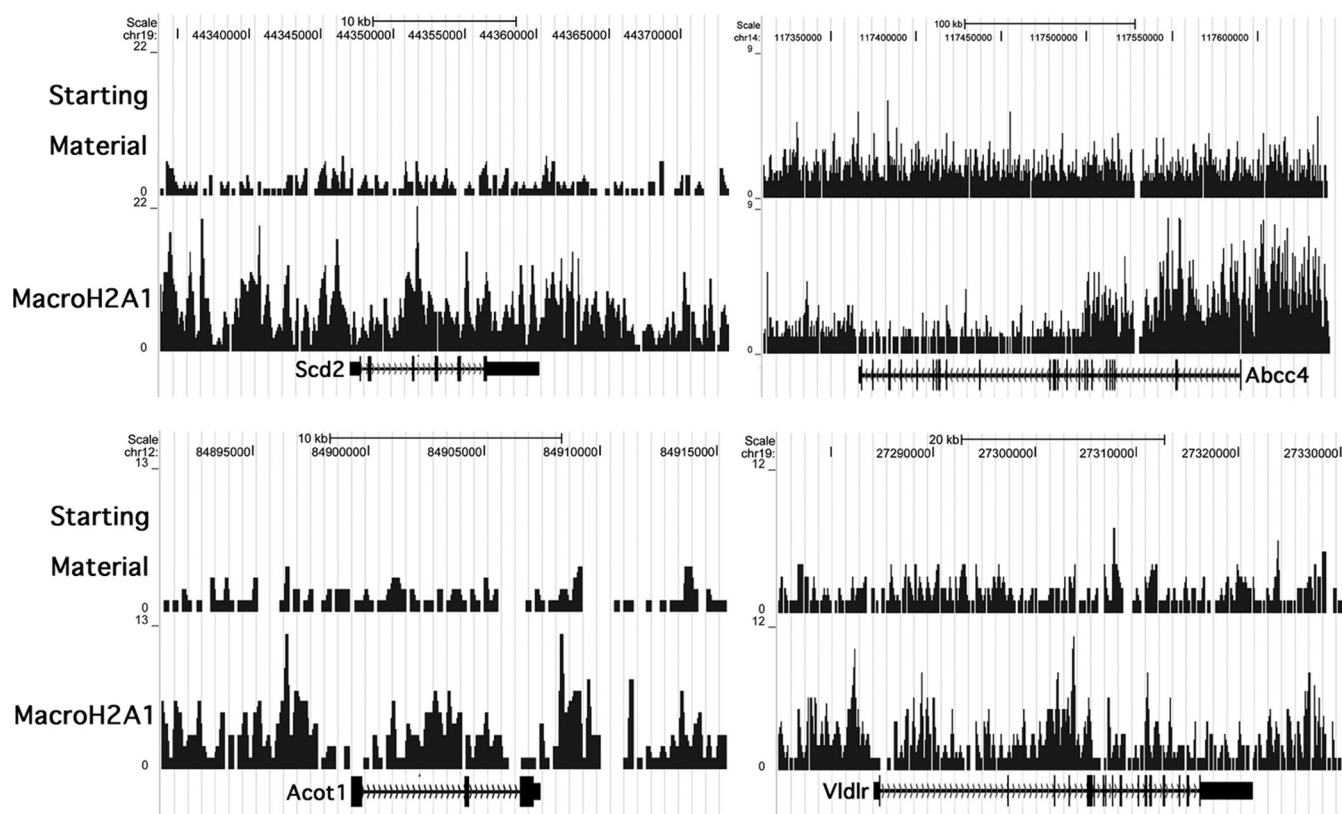 Scale 10 kb
chr19: 44340000 44345000 44350000 44355000 44360000 44365000 44370000
22
Starting
Material
0
22
MacroH2A1
0
Scd2
Scale 100 kb
chr14: 117350000 117400000 117450000 117500000 117550000 117600000
9
0
9
0
Abcc4
Scale 10 kb
chr12: 84895000 84900000 84905000 84910000 84915000
13
Starting
Material
0
13
MacroH2A1
0
Acot1
Scale 20 kb
chr19: 27290000 27300000 27310000 27320000 27330000
12
0
12
0
Vldlr